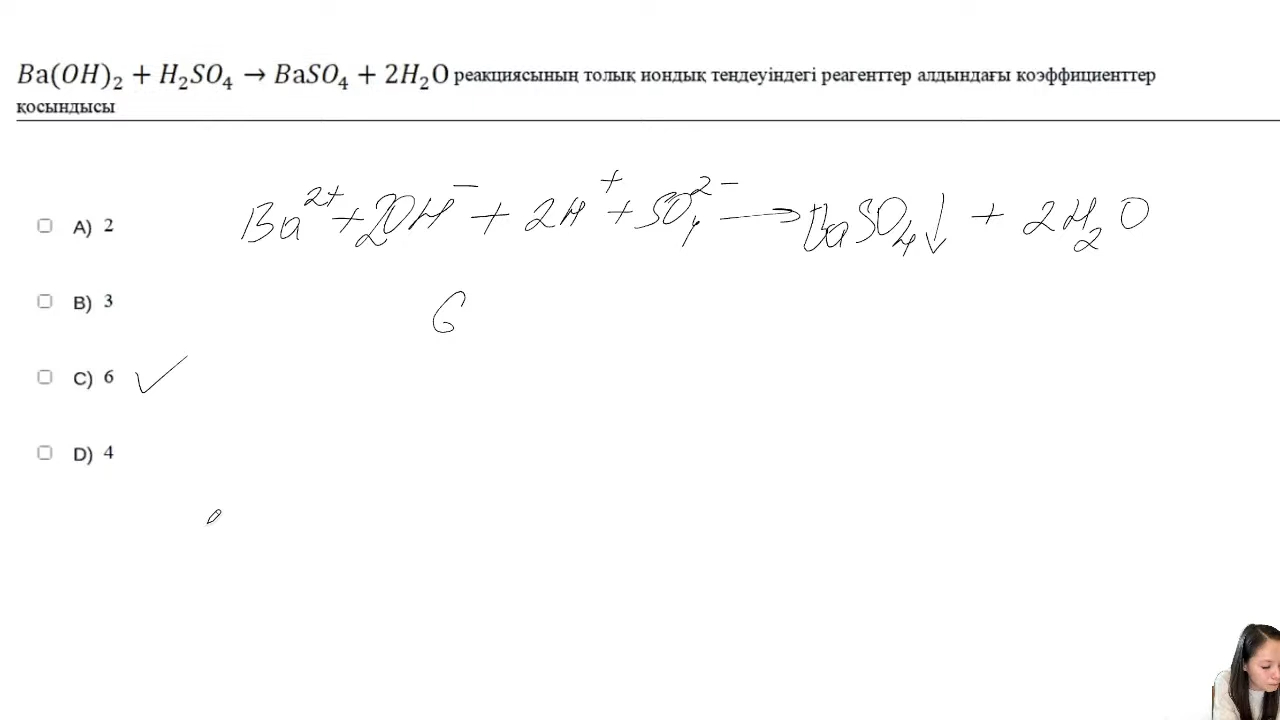 Ba(OH)₂ + H₂SO₄ → BaSO₄ + 2H₂O реакциясының толық иондық теңдеуіндегі реагенттер алдындағы коэффициенттер
қосындысы
Ba²⁺ + 2OH⁻ + 2H⁺ + SO₄²⁻ → BaSO₄↓ + 2H₂O
A) 2
B) 3
6
C) 6 ✓
D) 4